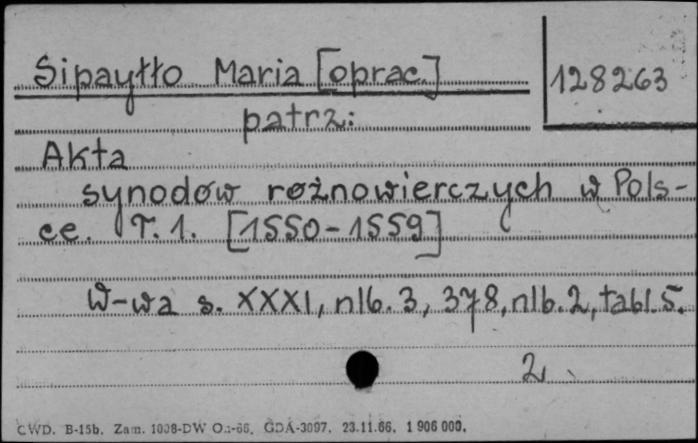 Sipayłło Maria [oprac.]
128263
patrz:
Akta
synodów różnowierczych w Pols-
ce. T. 1. [1550-1559]
W-wa s. XXXI, nlb. 3, 378, nlb. 2, tabl. 5.
2
CWD. B-15b. Zam. 1038-DW Oz-66. GDA-3097. 23.11.66. 1 906 000.